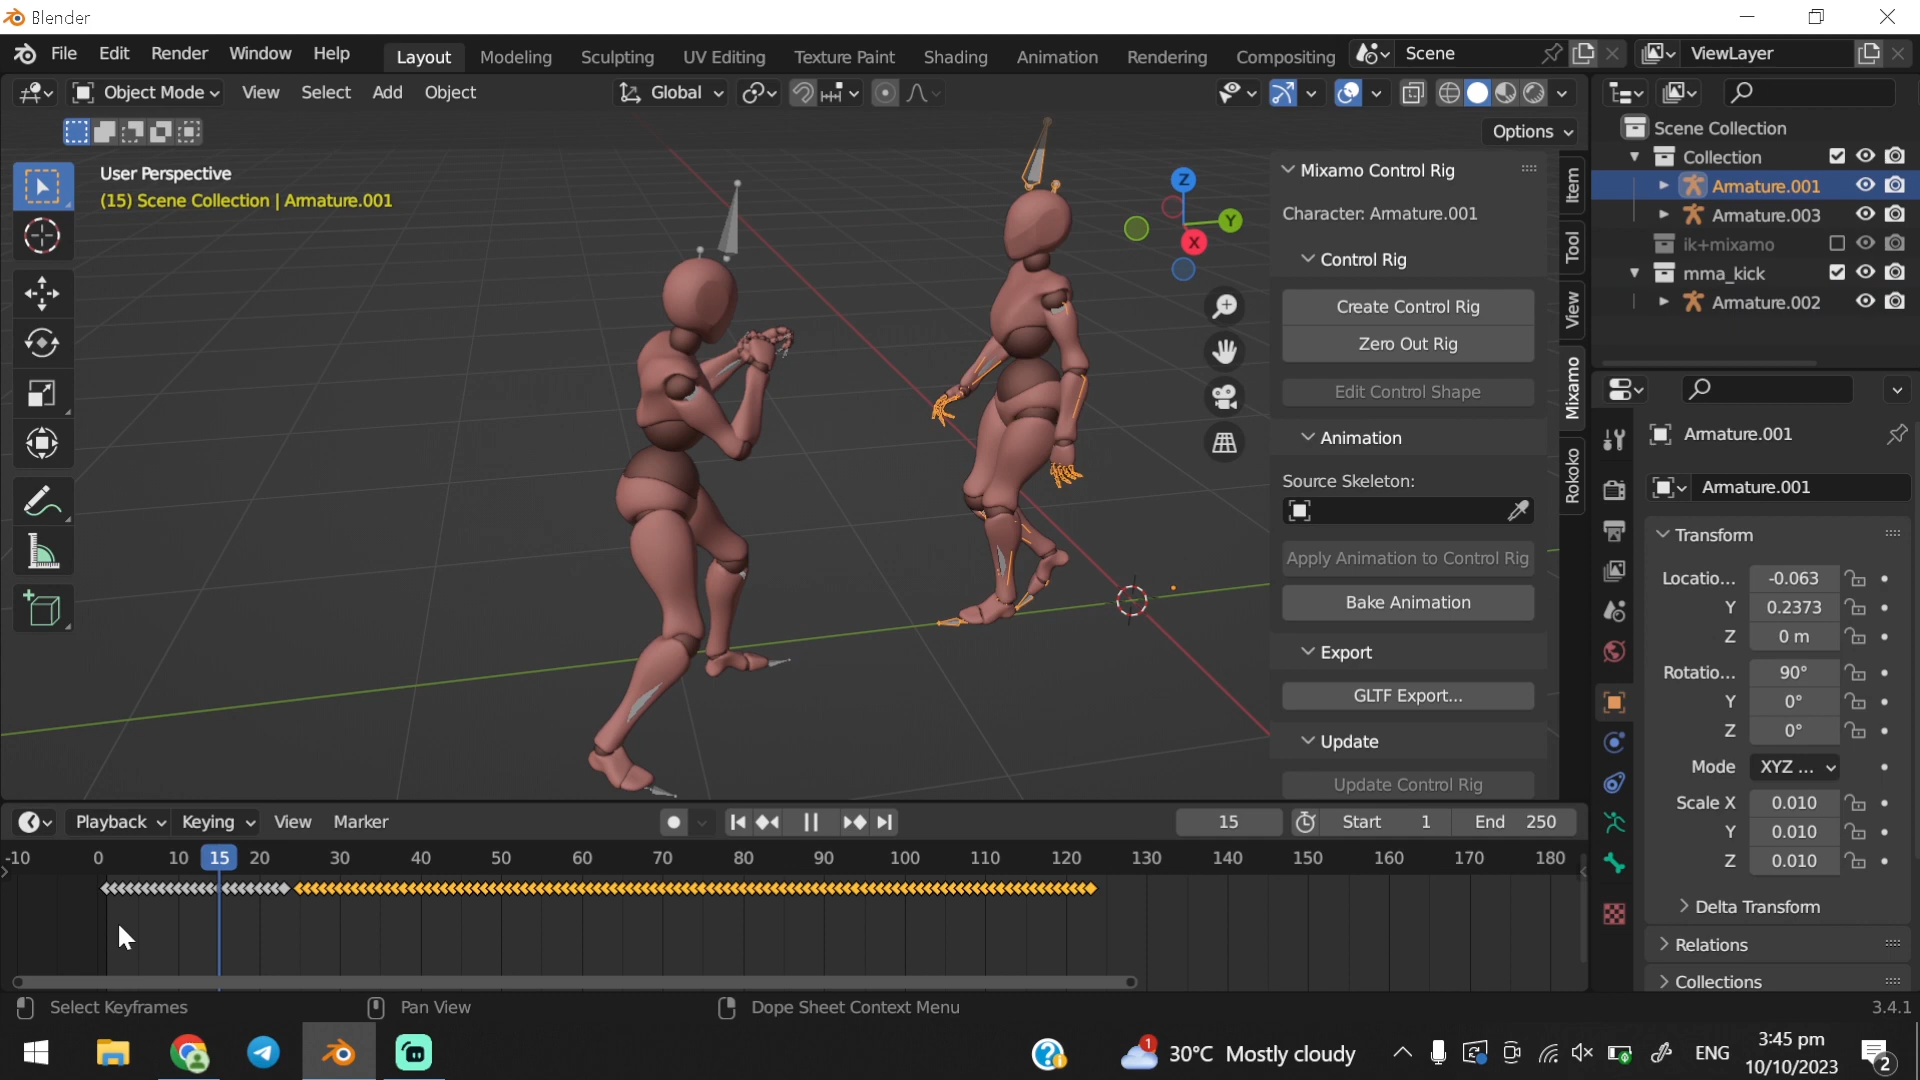 Blender
File Edit Render Window Help
Layout Modeling Sculpting UV Editing Texture Paint Shading Animation Rendering Compositing
Scene
ViewLayer
Object Mode View Select Add Object
Global
Options
User Perspective
(15) Scene Collection | Armature.001
Z
Y
X
Mixamo Control Rig
Character: Armature.001
Control Rig
Create Control Rig
Zero Out Rig
Edit Control Shape
Animation
Source Skeleton:
Apply Animation to Control Rig
Bake Animation
Export
GLTF Export...
Update
Update Control Rig
Item
Tool
View
Mixamo
Rokoko
Scene Collection
Collection
Armature.001
Armature.003
ik+mixamo
mma_kick
Armature.002
Armature.001
Armature.001
Transform
Locatio... -0.063
Y 0.2373
Z 0 m
Rotatio... 90°
Y 0°
Z 0°
Mode XYZ ...
Scale X 0.010
Y 0.010
Z 0.010
Delta Transform
Relations
Collections
Playback Keying View Marker
15
Start 1
End 250
-10 0 10 15 20 30 40 50 60 70 80 90 100 110 120 130 140 150 160 170 180
Select Keyframes
Pan View
Dope Sheet Context Menu
3.4.1
1
30°C Mostly cloudy
ENG
3:45 pm
10/10/2023
2